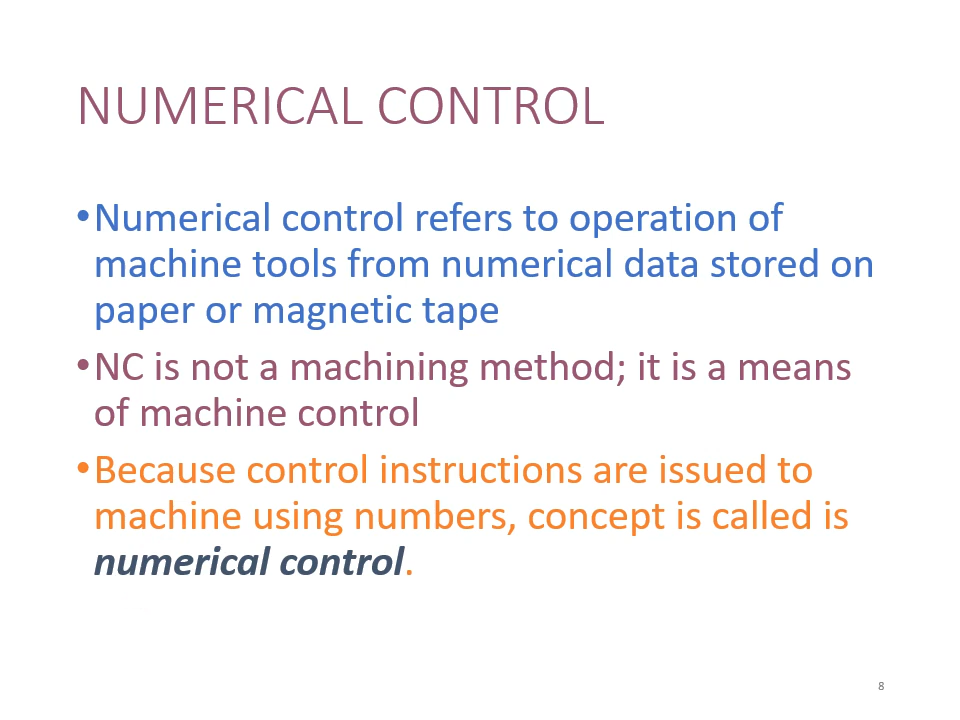 NUMERICAL CONTROL
•Numerical control refers to operation of
machine tools from numerical data stored on
paper or magnetic tape
•NC is not a machining method; it is a means
of machine control
•Because control instructions are issued to
machine using numbers, concept is called is
numerical control.
8